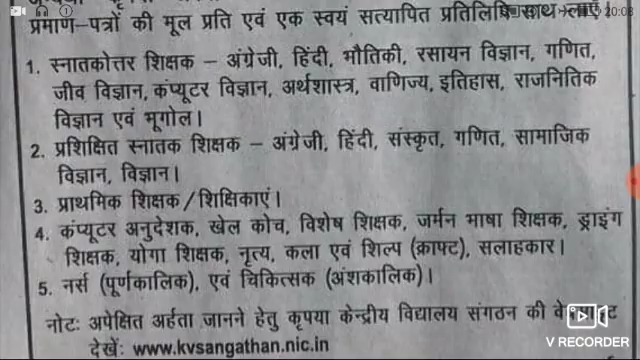 प्रमाण–पत्रों की मूल प्रति एवं एक स्वयं सत्यापित प्रतिलिपि साथ लाएं।
20:08
1. स्नातकोत्तर शिक्षक – अंग्रेजी, हिंदी, भौतिकी, रसायन विज्ञान, गणित,
जीव विज्ञान, कंप्यूटर विज्ञान, अर्थशास्त्र, वाणिज्य, इतिहास, राजनितिक
विज्ञान एवं भूगोल।
2. प्रशिक्षित स्नातक शिक्षक – अंग्रेजी, हिंदी, संस्कृत, गणित, सामाजिक
विज्ञान, विज्ञान।
3. प्राथमिक शिक्षक/शिक्षिकाएं।
4. कंप्यूटर अनुदेशक, खेल कोच, विशेष शिक्षक, जर्मन भाषा शिक्षक, ड्राइंग
शिक्षक, योगा शिक्षक, नृत्य, कला एवं शिल्प (क्राफ्ट), सलाहकार।
5. नर्स (पूर्णकालिक), एवं चिकित्सक (अंशकालिक)।
नोटः अपेक्षित अर्हता जानने हेतु कृपया केन्द्रीय विद्यालय संगठन की
देखें: www.kvsangathan.nic.in
V RECORDER